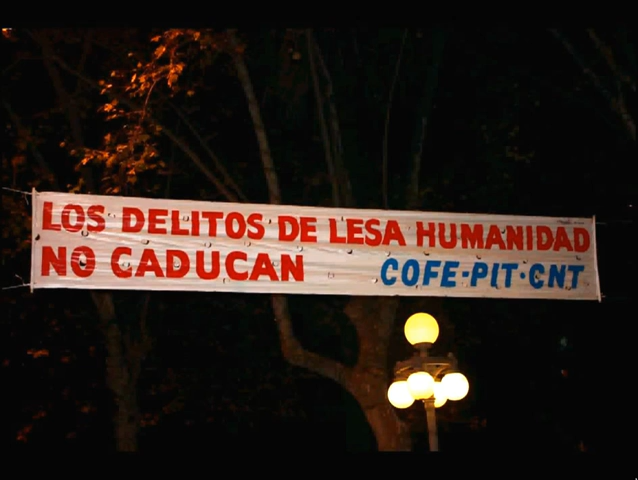 LOS DELITOS DE LESA HUMANIDAD
NO CADUCAN COFE-PIT-CNT